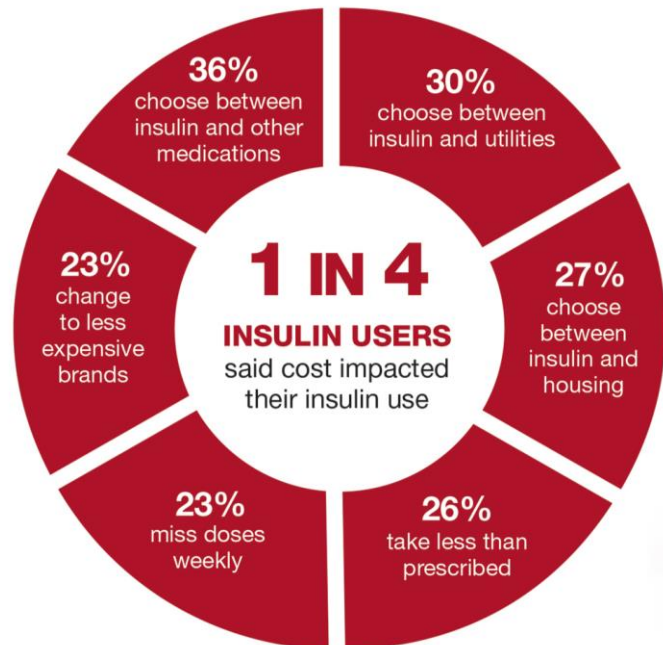 36%
choose between
insulin and other
medications
30%
choose between
insulin and utilities
23%
change
to less
expensive
brands
1 IN 4
INSULIN USERS
said cost impacted
their insulin use
27%
choose
between
insulin and
housing
23%
miss doses
weekly
26%
take less than
prescribed